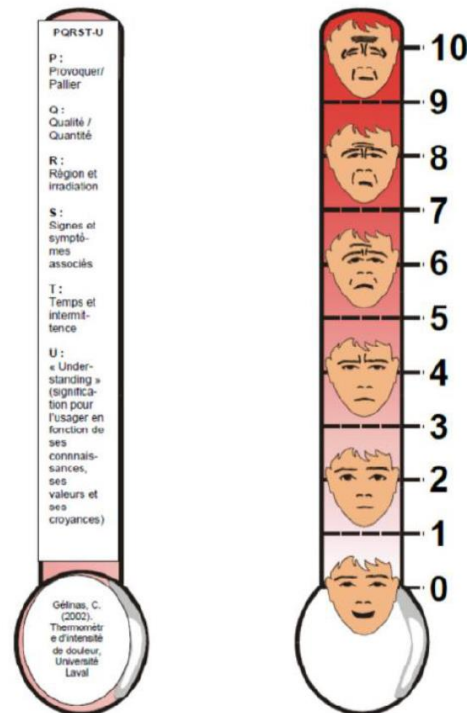 PQRST-U
P :
Provoquer/
Pallier
Q :
Qualité /
Quantité
R :
Région et
irradiation
S :
Signes et
symptô-
mes
associés
T :
Temps et
intermit-
tence
U :
« Under-
standing »
(significa-
tion pour
l'usager en
fonction de
ses
connnais-
sances,
ses
valeurs et
ses
croyances)
Gélinas, C.
(2002).
Thermomètr
e d'intensité
de douleur,
Université
Laval
10
9
8
7
6
5
4
3
2
1
0